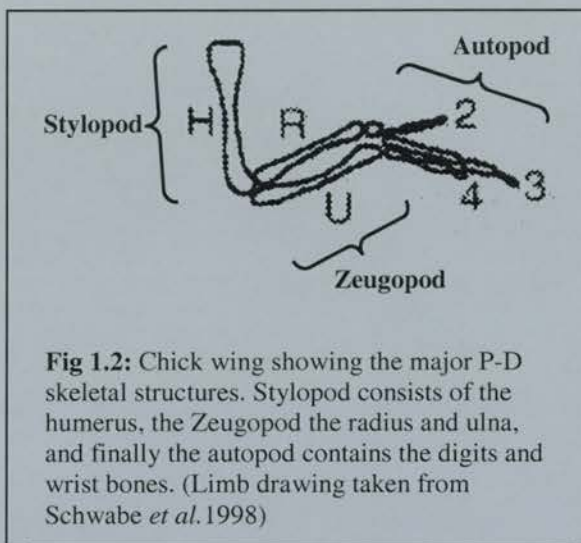 Autopod
Stylopod
H
R
2
U
4
3
Zeugopod
Fig 1.2: Chick wing showing the major P-D
skeletal structures. Stylopod consists of the
humerus, the Zeugopod the radius and ulna,
and finally the autopod contains the digits and
wrist bones. (Limb drawing taken from
Schwabe et al. 1998)